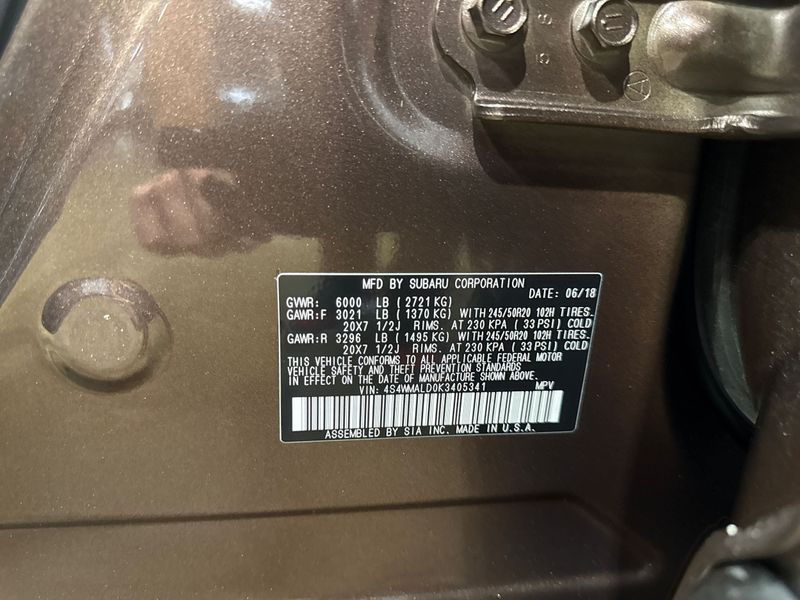 MFD BY SUBARU CORPORATION
DATE: 06/18
GVWR: 6000 LB ( 2721 KG)
GAWR:F 3021 LB ( 1370 KG) WITH 245/50R20 102H TIRES.
20X7 1/2J RIMS. AT 230 KPA ( 33 PSI) COLD
GAWR:R 3296 LB ( 1495 KG) WITH 245/50R20 102H TIRES.
20X7 1/2J RIMS. AT 230 KPA ( 33 PSI) COLD
THIS VEHICLE CONFORMS TO ALL APPLICABLE FEDERAL MOTOR
VEHICLE SAFETY AND THEFT PREVENTION STANDARDS
IN EFFECT ON THE DATE OF MANUFACTURE SHOWN ABOVE.
VIN: 4S4WMALD0K3405341 MPV
ASSEMBLED BY SIA INC. MADE IN U.S.A.